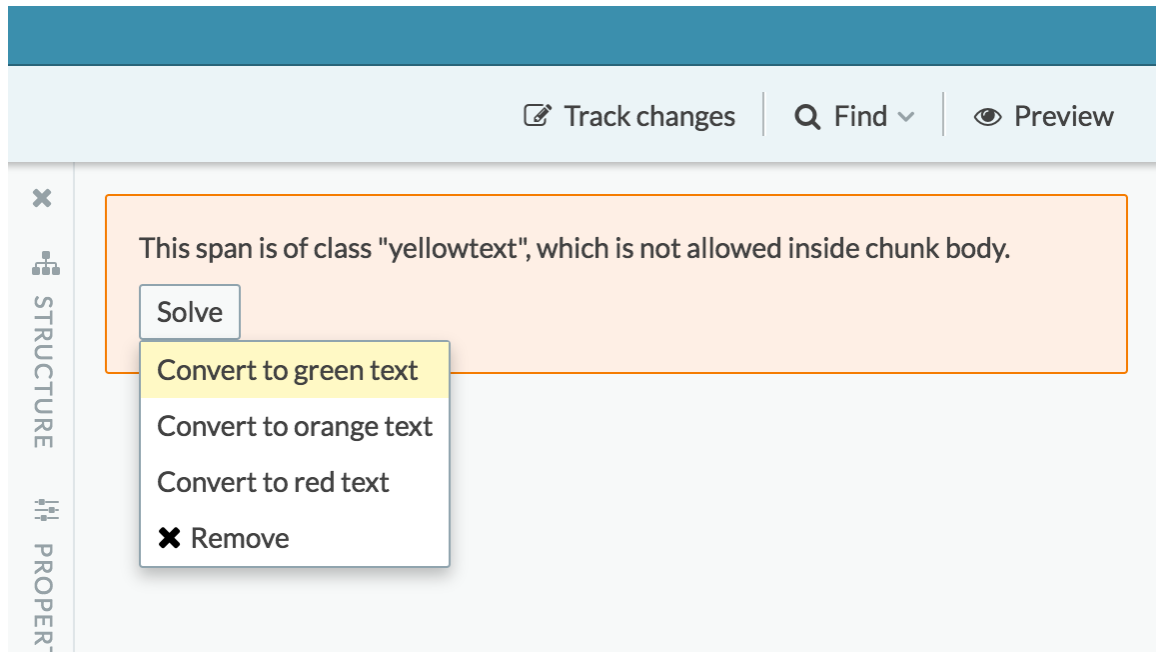 Track changes
Find
Preview
This span is of class "yellowtext", which is not allowed inside chunk body.
Solve
Convert to green text
Convert to orange text
Convert to red text
Remove
STRUCTURE
PROPERT